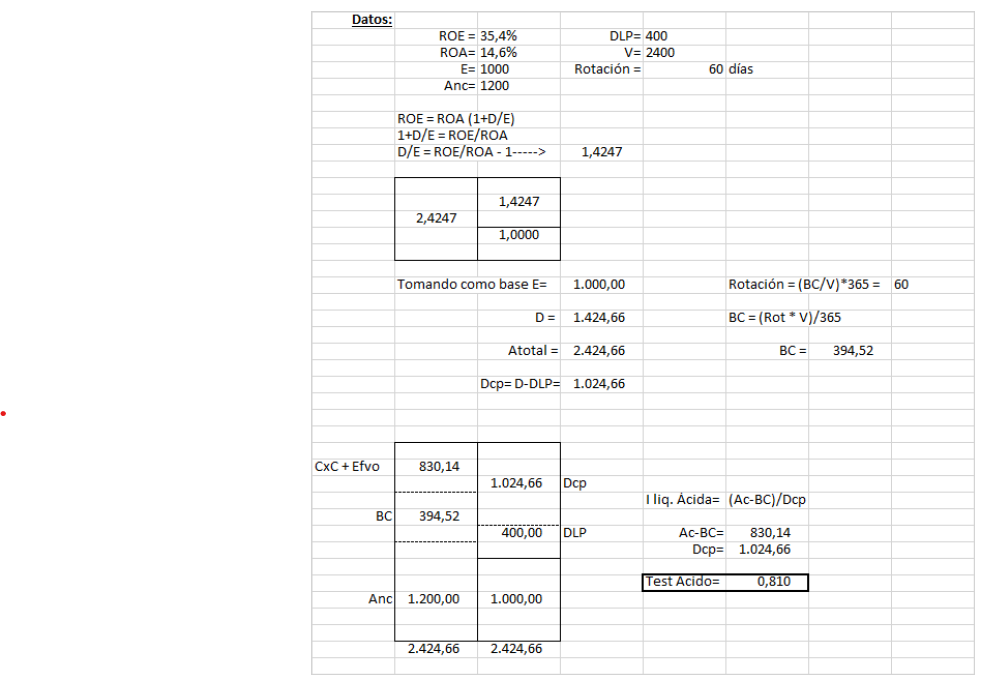 Datos:
ROE = 35,4% DLP= 400
ROA= 14,6% V= 2400
E= 1000 Rotación = 60 días
Anc= 1200
ROE = ROA (1+D/E)
1+D/E = ROE/ROA
D/E = ROE/ROA - 1-----> 1,4247
1,4247
2,4247
1,0000
Tomando como base E= 1.000,00 Rotación = (BC/V)*365 = 60
D = 1.424,66 BC = (Rot * V)/365
Atotal = 2.424,66 BC = 394,52
Dcp= D-DLP= 1.024,66
CxC + Efvo 830,14
1.024,66 Dcp
I liq. Ácida= (Ac-BC)/Dcp
BC 394,52
400,00 DLP Ac-BC= 830,14
Dcp= 1.024,66
Test Acido= 0,810
Anc 1.200,00 1.000,00
2.424,66 2.424,66